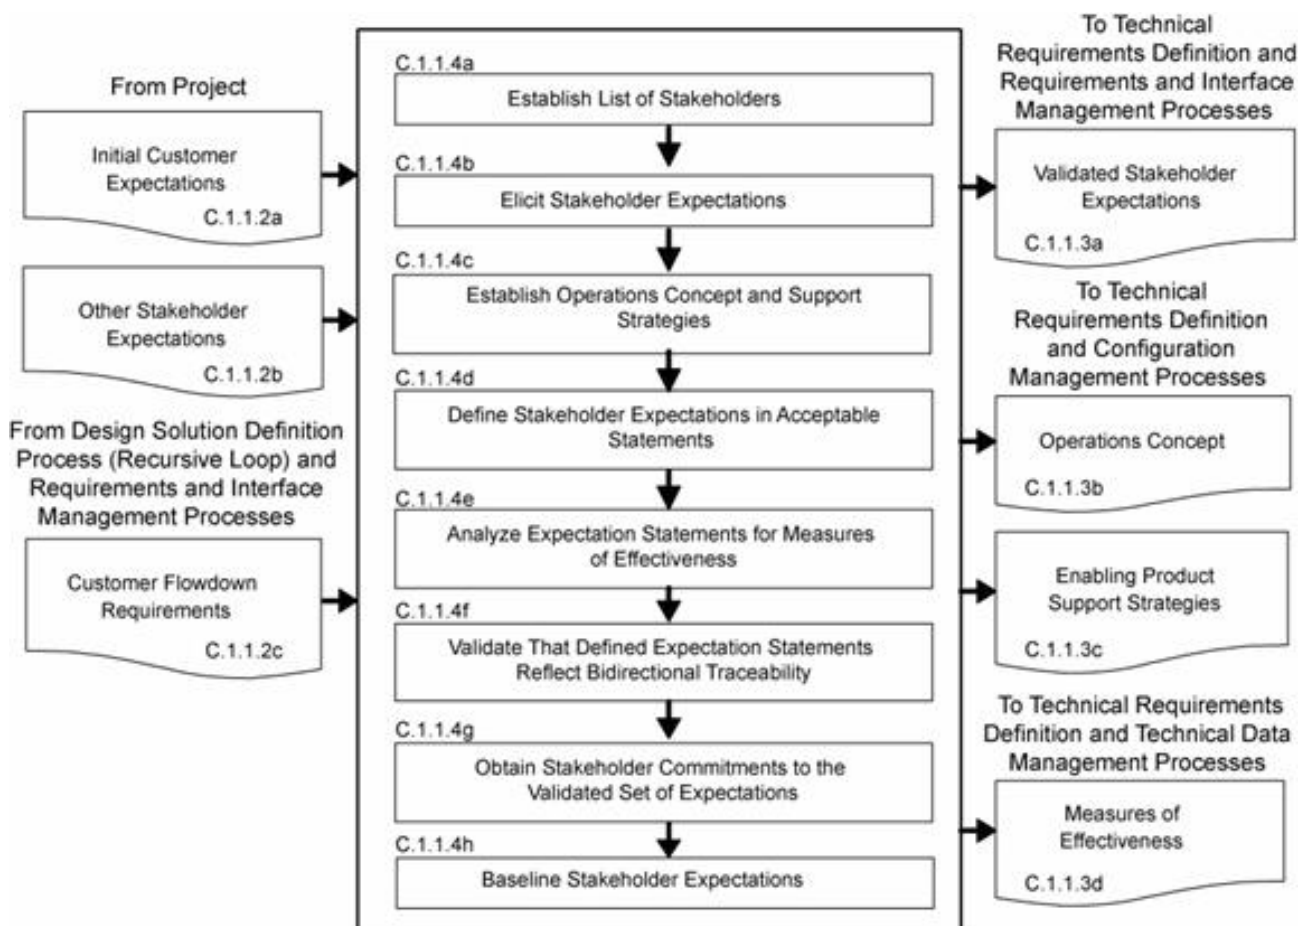 From Project
Initial Customer
Expectations
C.1.1.2a
Other Stakeholder
Expectations
C.1.1.2b
From Design Solution Definition
Process (Recursive Loop) and
Requirements and Interface
Management Processes
Customer Flowdown
Requirements
C.1.1.2c
C.1.1.4a
Establish List of Stakeholders
C.1.1.4b
Elicit Stakeholder Expectations
C.1.1.4c
Establish Operations Concept and Support
Strategies
C.1.1.4d
Define Stakeholder Expectations in Acceptable
Statements
C.1.1.4e
Analyze Expectation Statements for Measures
of Effectiveness
C.1.1.4f
Validate That Defined Expectation Statements
Reflect Bidirectional Traceability
C.1.1.4g
Obtain Stakeholder Commitments to the
Validated Set of Expectations
C.1.1.4h
Baseline Stakeholder Expectations
To Technical
Requirements Definition and
Requirements and Interface
Management Processes
Validated Stakeholder
Expectations
C.1.1.3a
To Technical
Requirements Definition
and Configuration
Management Processes
Operations Concept
C.1.1.3b
Enabling Product
Support Strategies
C.1.1.3c
To Technical Requirements
Definition and Technical Data
Management Processes
Measures of
Effectiveness
C.1.1.3d